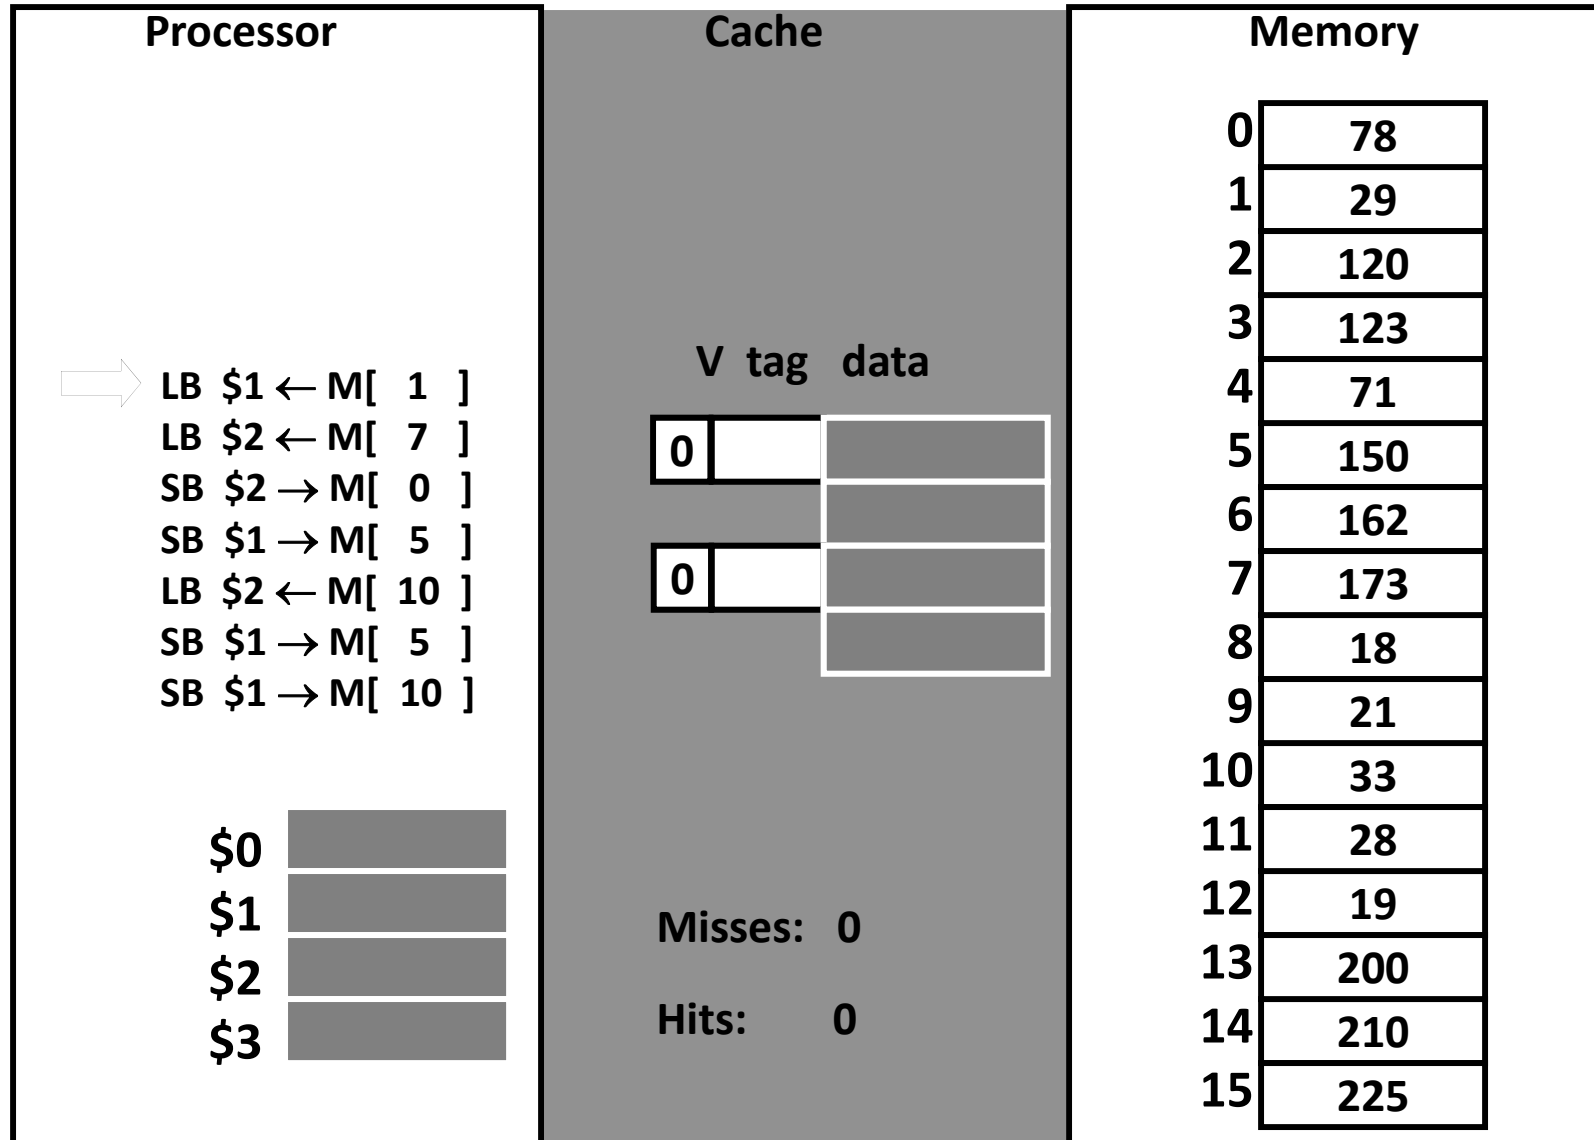 Processor
LB $1 ← M[ 1 ]
LB $2 ← M[ 7 ]
SB $2 → M[ 0 ]
SB $1 → M[ 5 ]
LB $2 ← M[ 10 ]
SB $1 → M[ 5 ]
SB $1 → M[ 10 ]
$0
$1
$2
$3
Cache
V tag data
0
0
Misses: 0
Hits: 0
Memory
0 78
1 29
2 120
3 123
4 71
5 150
6 162
7 173
8 18
9 21
10 33
11 28
12 19
13 200
14 210
15 225